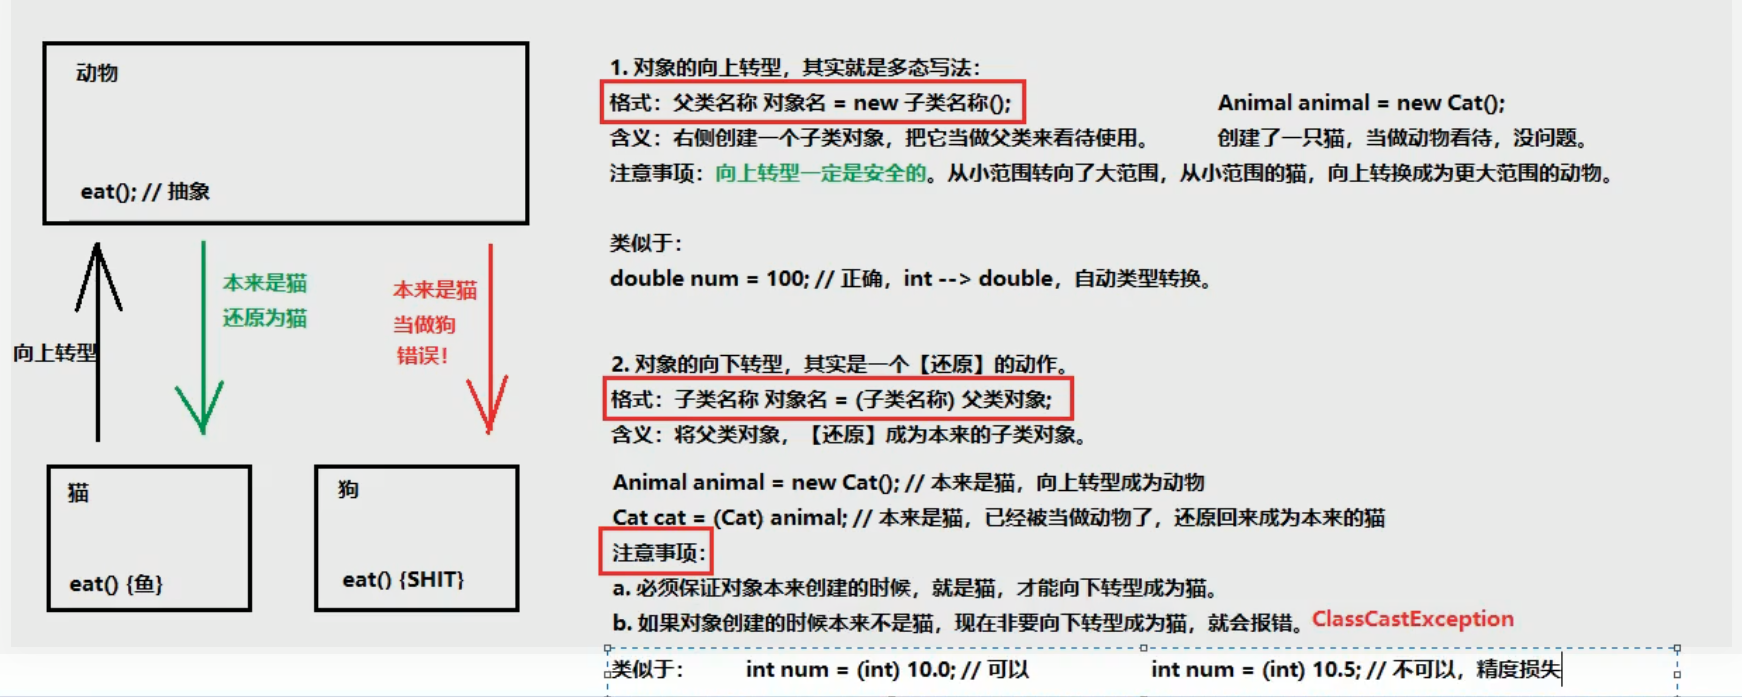 动物
eat(); // 抽象
向上转型
本来是猫
还原为猫
本来是猫
当做狗
错误！
猫
eat() {鱼}
狗
eat() {SHIT}
1. 对象的向上转型，其实就是多态写法：
格式：父类名称 对象名 = new 子类名称();
Animal animal = new Cat();
含义：右侧创建一个子类对象，把它当做父类来看待使用。
创建了一只猫，当做动物看待，没问题。
注意事项：向上转型一定是安全的。从小范围转向了大范围，从小范围的猫，向上转换成为更大范围的动物。
类似于：
double num = 100; // 正确，int --> double，自动类型转换。
2. 对象的向下转型，其实是一个【还原】的动作。
格式：子类名称 对象名 = (子类名称) 父类对象;
含义：将父类对象，【还原】成为本来的子类对象。
Animal animal = new Cat(); // 本来是猫，向上转型成为动物
Cat cat = (Cat) animal; // 本来是猫，已经被当做动物了，还原回来成为本来的猫
注意事项：
a. 必须保证对象本来创建的时候，就是猫，才能向下转型成为猫。
b. 如果对象创建的时候本来不是猫，现在非要向下转型成为猫，就会报错。ClassCastException
类似于： int num = (int) 10.0; // 可以 int num = (int) 10.5; // 不可以，精度损失